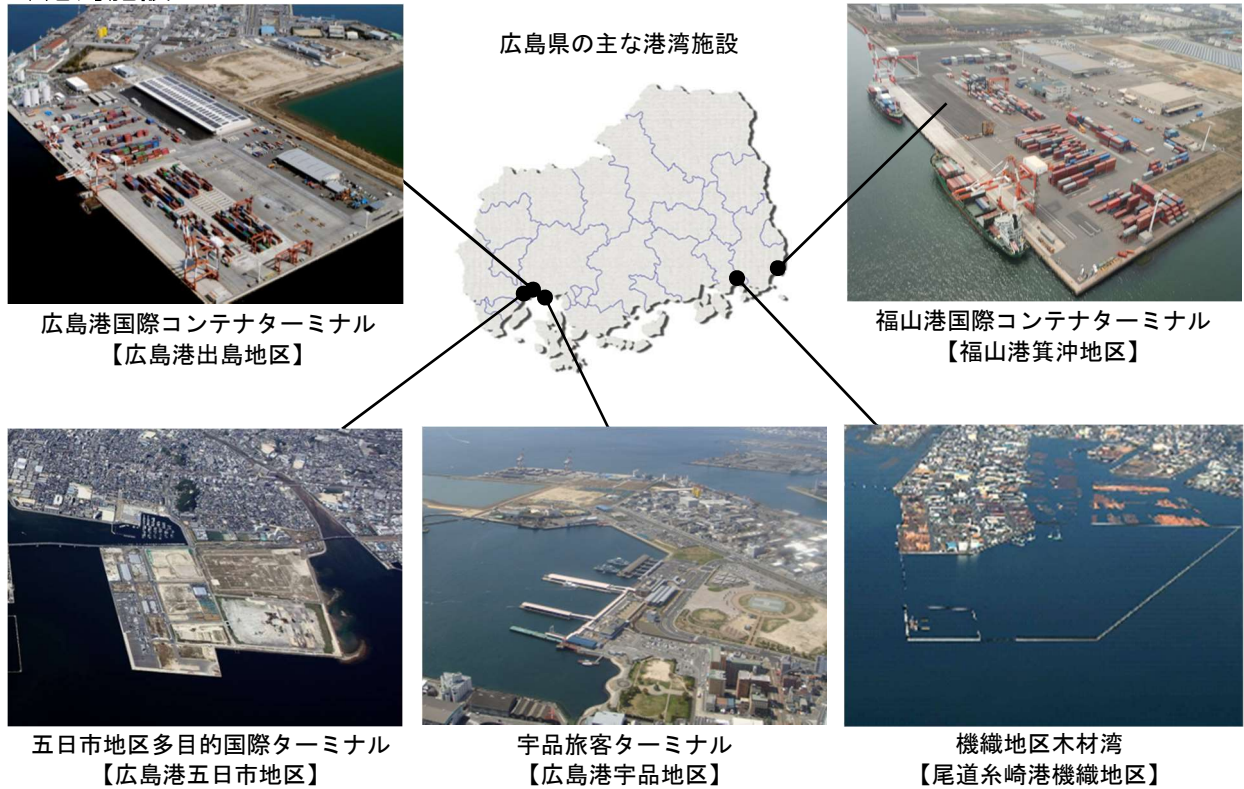 広島県の主な港湾施設
広島港国際コンテナターミナル
【広島港出島地区】
福山港国際コンテナターミナル
【福山港箕沖地区】
五日市地区多目的国際ターミナル
【広島港五日市地区】
宇品旅客ターミナル
【広島港宇品地区】
機織地区木材湾
【尾道糸崎港機織地区】